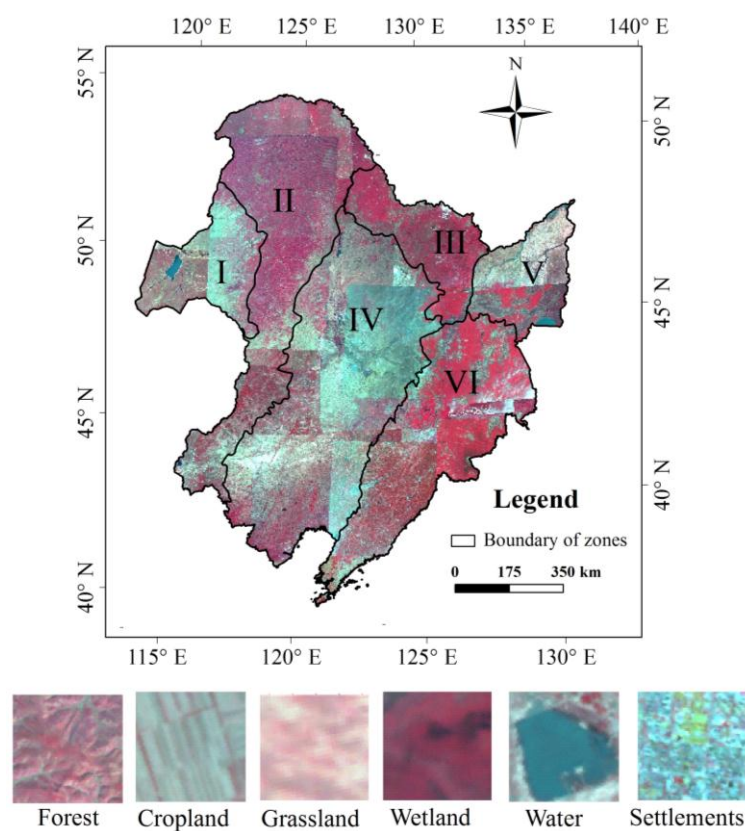 120° E 125° E 130° E 135° E 140° E
55° N
N
50° N
II
50° N
III
I
V
IV
45° N
VI
45° N
40° N
Legend
Boundary of zones
0 175 350 km
40° N
115° E 120° E 125° E 130° E
Forest Cropland Grassland Wetland Water Settlements